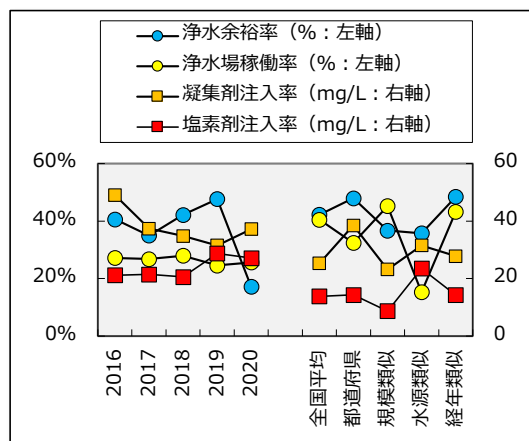 浄水余裕率（%：左軸）
浄水場稼働率（%：左軸）
凝集剤注入率（mg/L：右軸）
塩素剤注入率（mg/L：右軸）
60%
40%
20%
0%
60
40
20
0
2016
2017
2018
2019
2020
全国平均
都道府県
規模類似
水源類似
経年類似